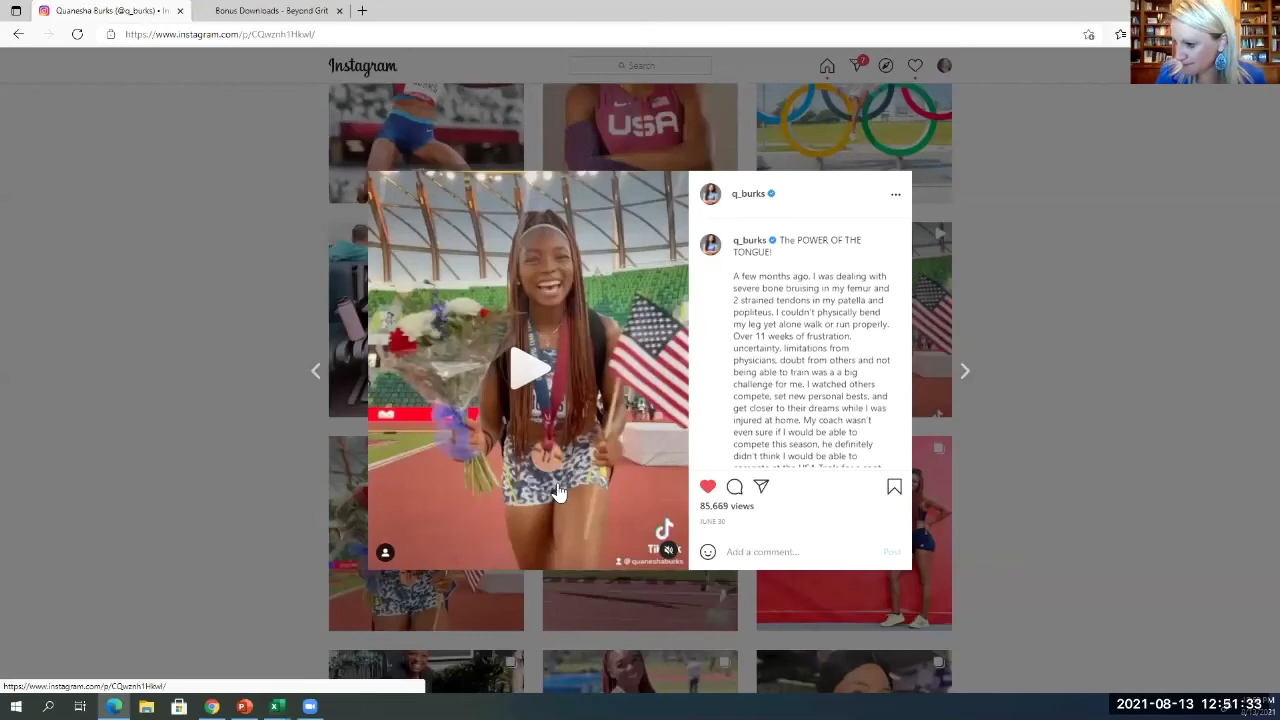 Quanesha Burks (@q_burks) • In
Bonus Downloads - Beyond Grit
https://www.instagram.com/p/CQwznh1Hkwl/
Instagram
Search
7
USA
q_burks
q_burks The POWER OF THE
TONGUE!
A few months ago, I was dealing with
severe bone bruising in my femur and
2 strained tendons in my patella and
popliteus. I couldn't physically bend
my leg yet alone walk or run properly.
Over 11 weeks of frustration,
uncertainty, limitations from
physicians, doubt from others and not
being able to train was a a big
challenge for me. I watched others
compete, set new personal bests, and
get closer to their dreams while I was
injured at home. My coach wasn't
even sure if I would be able to
compete this season, he definitely
didn't think I would be able to
85,669 views
JUNE 30
Add a comment...
Post
@quaneshaburks
https://www.instagram.com/p/CQwznh1Hkwl/
2021-08-13 12:51:33